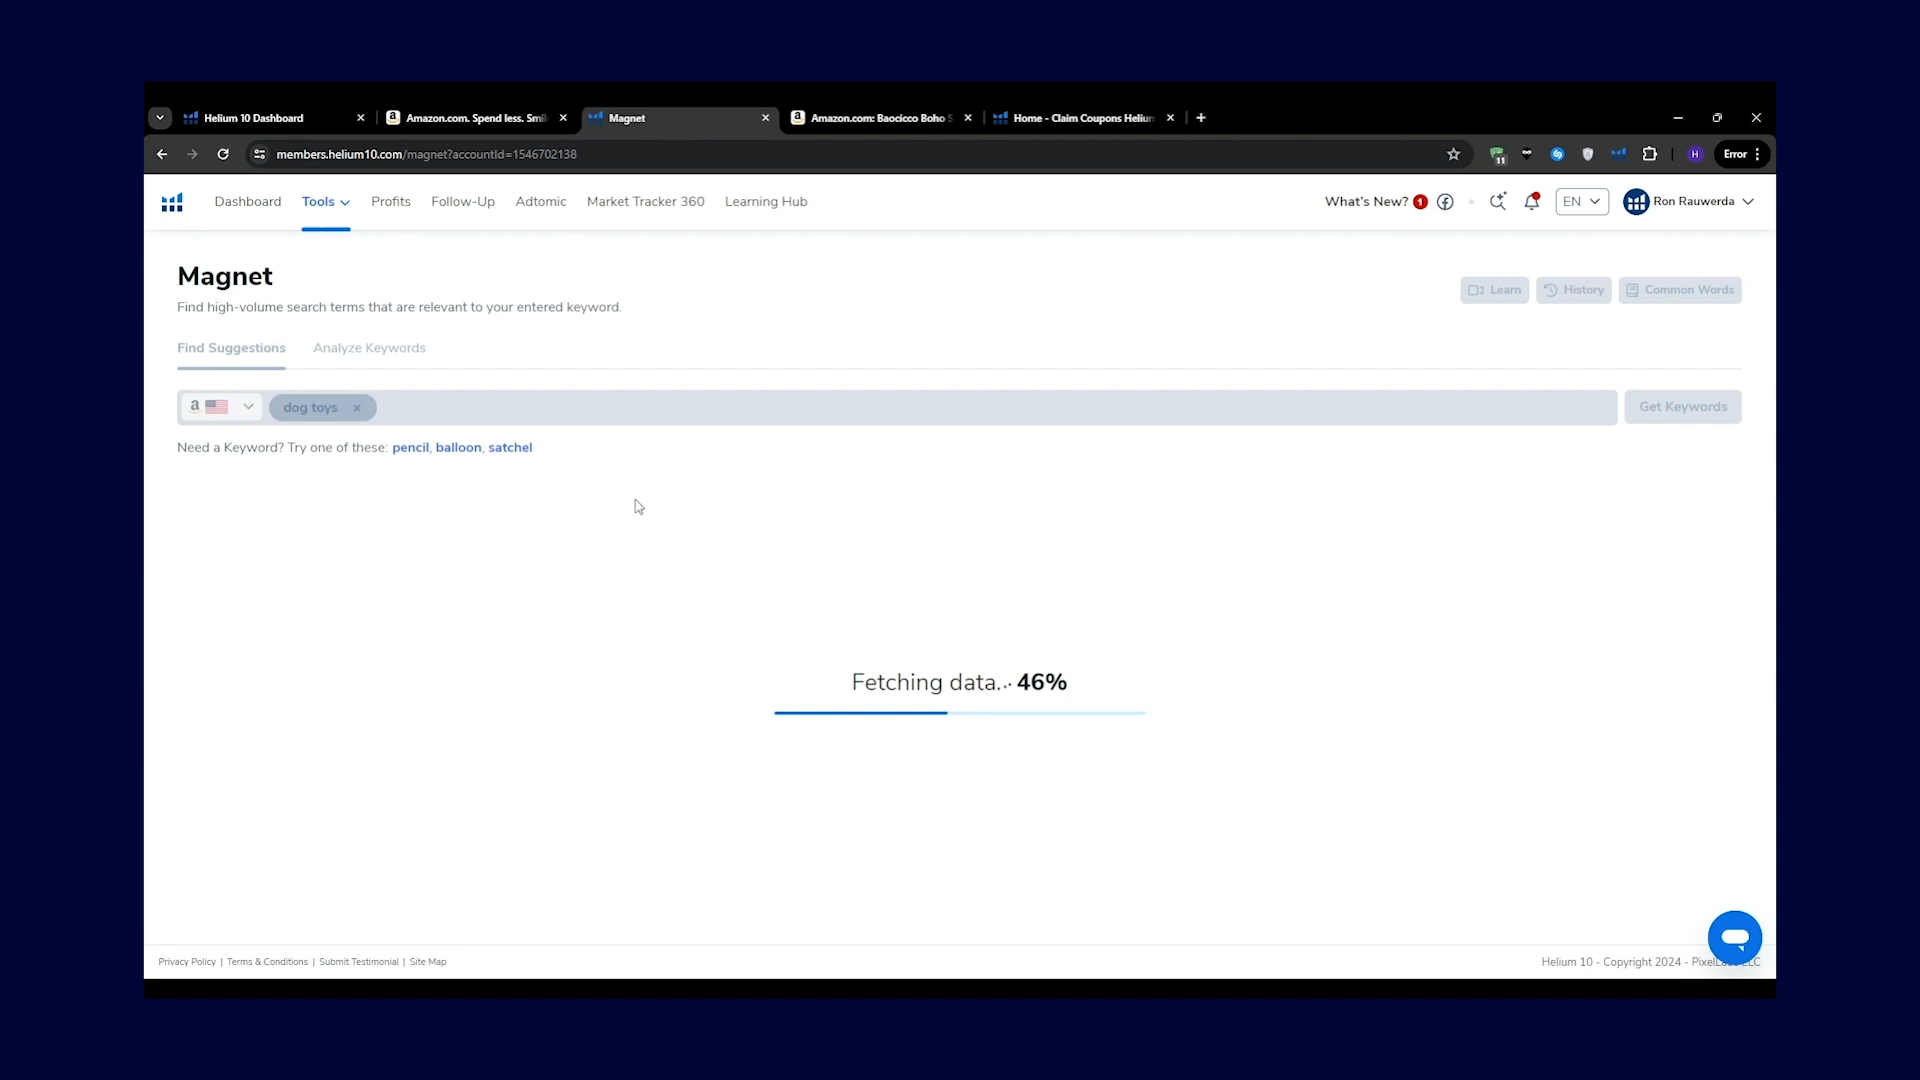 Helium 10 Dashboard
Amazon.com. Spend less. Smil
Magnet
Amazon.com: Baocicco Boho S
Home - Claim Coupons Helium
members.helium10.com/magnet?accountId=1546702138
11
H
Error
Dashboard
Tools
Profits
Follow-Up
Adtomic
Market Tracker 360
Learning Hub
What's New? 1
EN
Ron Rauwerda
Magnet
Find high-volume search terms that are relevant to your entered keyword.
Learn
History
Common Words
Find Suggestions
Analyze Keywords
a
dog toys
Get Keywords
Need a Keyword? Try one of these: pencil, balloon, satchel
Fetching data... 46%
Privacy Policy | Terms & Conditions | Submit Testimonial | Site Map
Helium 10 - Copyright 2024 -